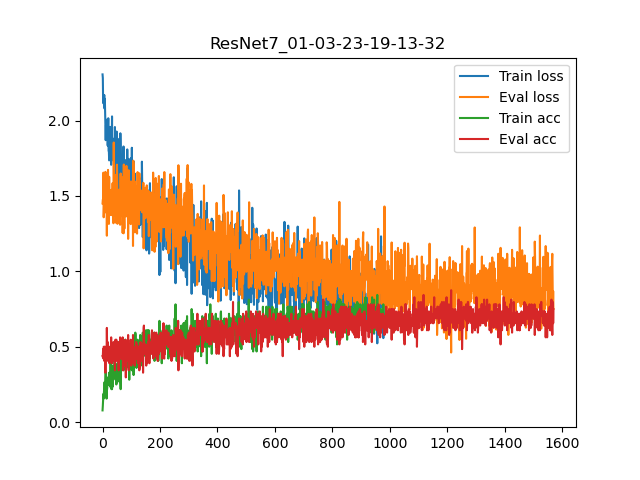 ResNet7_01-03-23-19-13-32
Train loss
Eval loss
Train acc
Eval acc
2.0
1.5
1.0
0.5
0.0
0 200 400 600 800 1000 1200 1400 1600